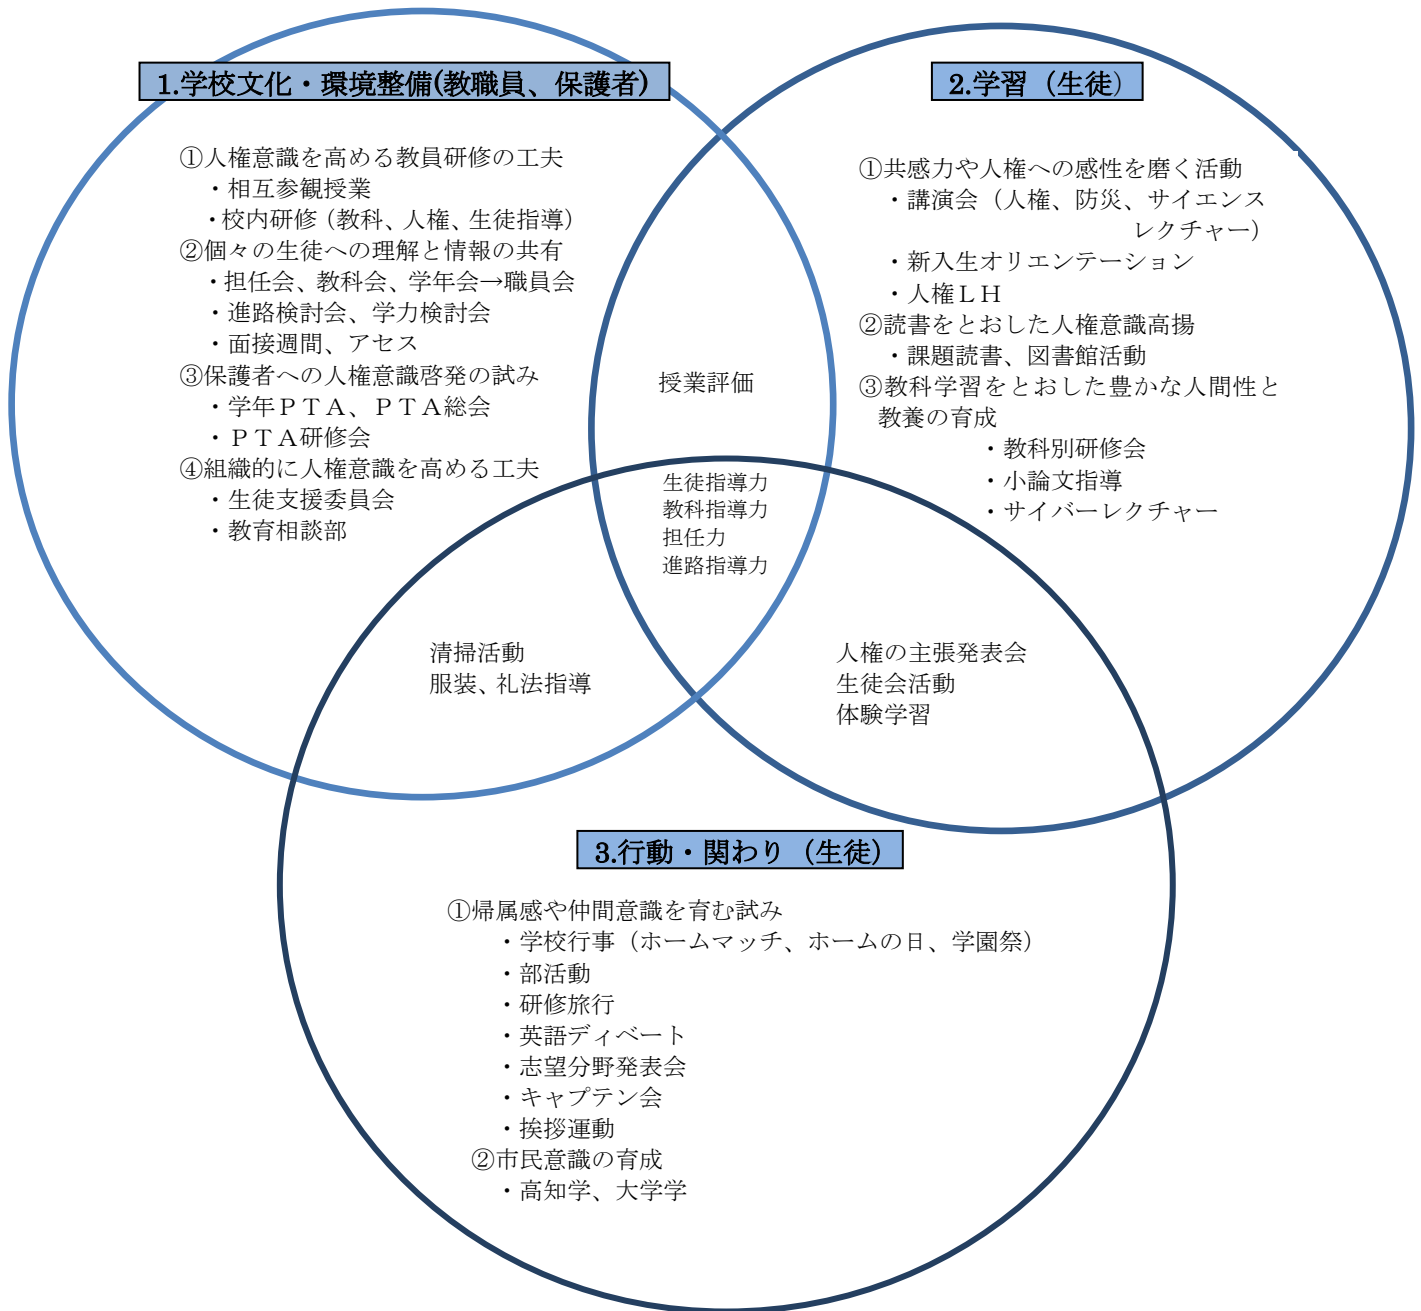 1.学校文化・環境整備(教職員、保護者)
①人権意識を高める教員研修の工夫
・相互参観授業
・校内研修（教科、人権、生徒指導）
②個々の生徒への理解と情報の共有
・担任会、教科会、学年会→職員会
・進路検討会、学力検討会
・面接週間、アセス
③保護者への人権意識啓発の試み
・学年ＰＴＡ、ＰＴＡ総会
・ＰＴＡ研修会
④組織的に人権意識を高める工夫
・生徒支援委員会
・教育相談部
2.学習（生徒）
①共感力や人権への感性を磨く活動
・講演会（人権、防災、サイエンス
レクチャー）
・新入生オリエンテーション
・人権ＬＨ
②読書をとおした人権意識高揚
・課題読書、図書館活動
③教科学習をとおした豊かな人間性と
教養の育成
・教科別研修会
・小論文指導
・サイバーレクチャー
授業評価
生徒指導力
教科指導力
担任力
進路指導力
清掃活動
服装、礼法指導
人権の主張発表会
生徒会活動
体験学習
3.行動・関わり（生徒）
①帰属感や仲間意識を育む試み
・学校行事（ホームマッチ、ホームの日、学園祭）
・部活動
・研修旅行
・英語ディベート
・志望分野発表会
・キャプテン会
・挨拶運動
②市民意識の育成
・高知学、大学学